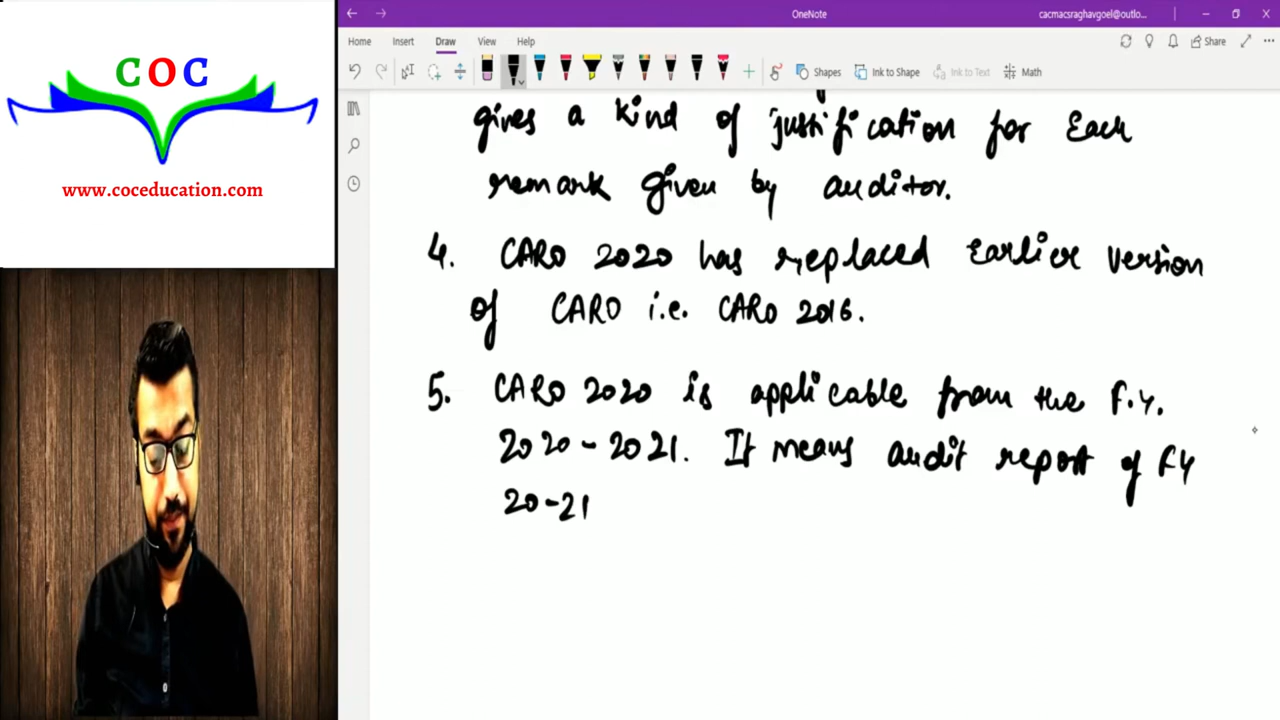 COC
www.coceducation.com
OneNote
cacmacsraghavgoel@outlo...
Home Insert Draw View Help
Share
Shapes Ink to Shape Ink to Text Math
gives a kind of justification for Each
remark given by auditor.
4. CARO 2020 has replaced Earlier version
of CARO i.e. CARO 2016.
5. CARO 2020 is applicable from the F.Y.
2020-2021. It means audit report of FY
20-21